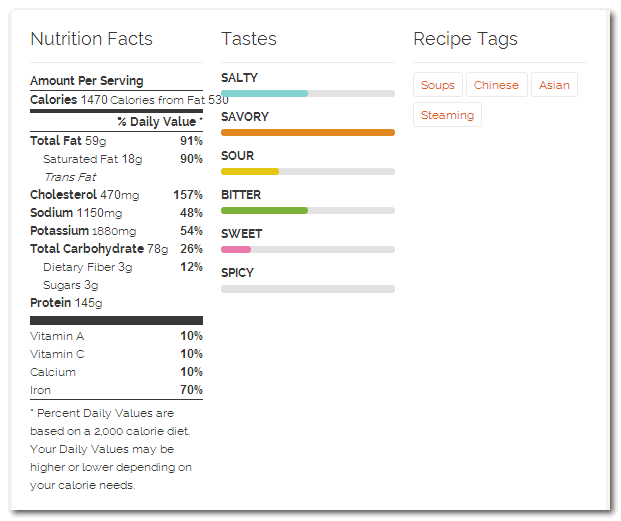 Nutrition Facts
Amount Per Serving
Calories 1470 Calories from Fat 530
% Daily Value *
Total Fat 59g 91%
Saturated Fat 18g 90%
Trans Fat
Cholesterol 470mg 157%
Sodium 1150mg 48%
Potassium 1880mg 54%
Total Carbohydrate 78g 26%
Dietary Fiber 3g 12%
Sugars 3g
Protein 145g
Vitamin A 10%
Vitamin C 10%
Calcium 10%
Iron 70%
* Percent Daily Values are
based on a 2,000 calorie diet.
Your Daily Values may be
higher or lower depending on
your calorie needs.
Tastes
SALTY
SAVORY
SOUR
BITTER
SWEET
SPICY
Recipe Tags
Soups Chinese Asian
Steaming